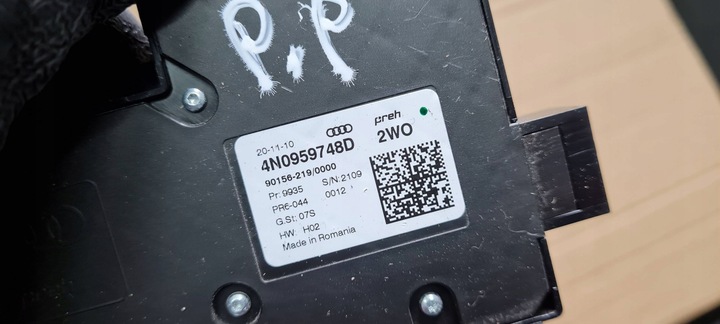 P.P
20-11-10
preh
4N0959748D 2WO
90156-219/0000
Pr: 9935 S/N: 2109
PR6-044 0012
G.St: 07S
HW: H02
Made in Romania